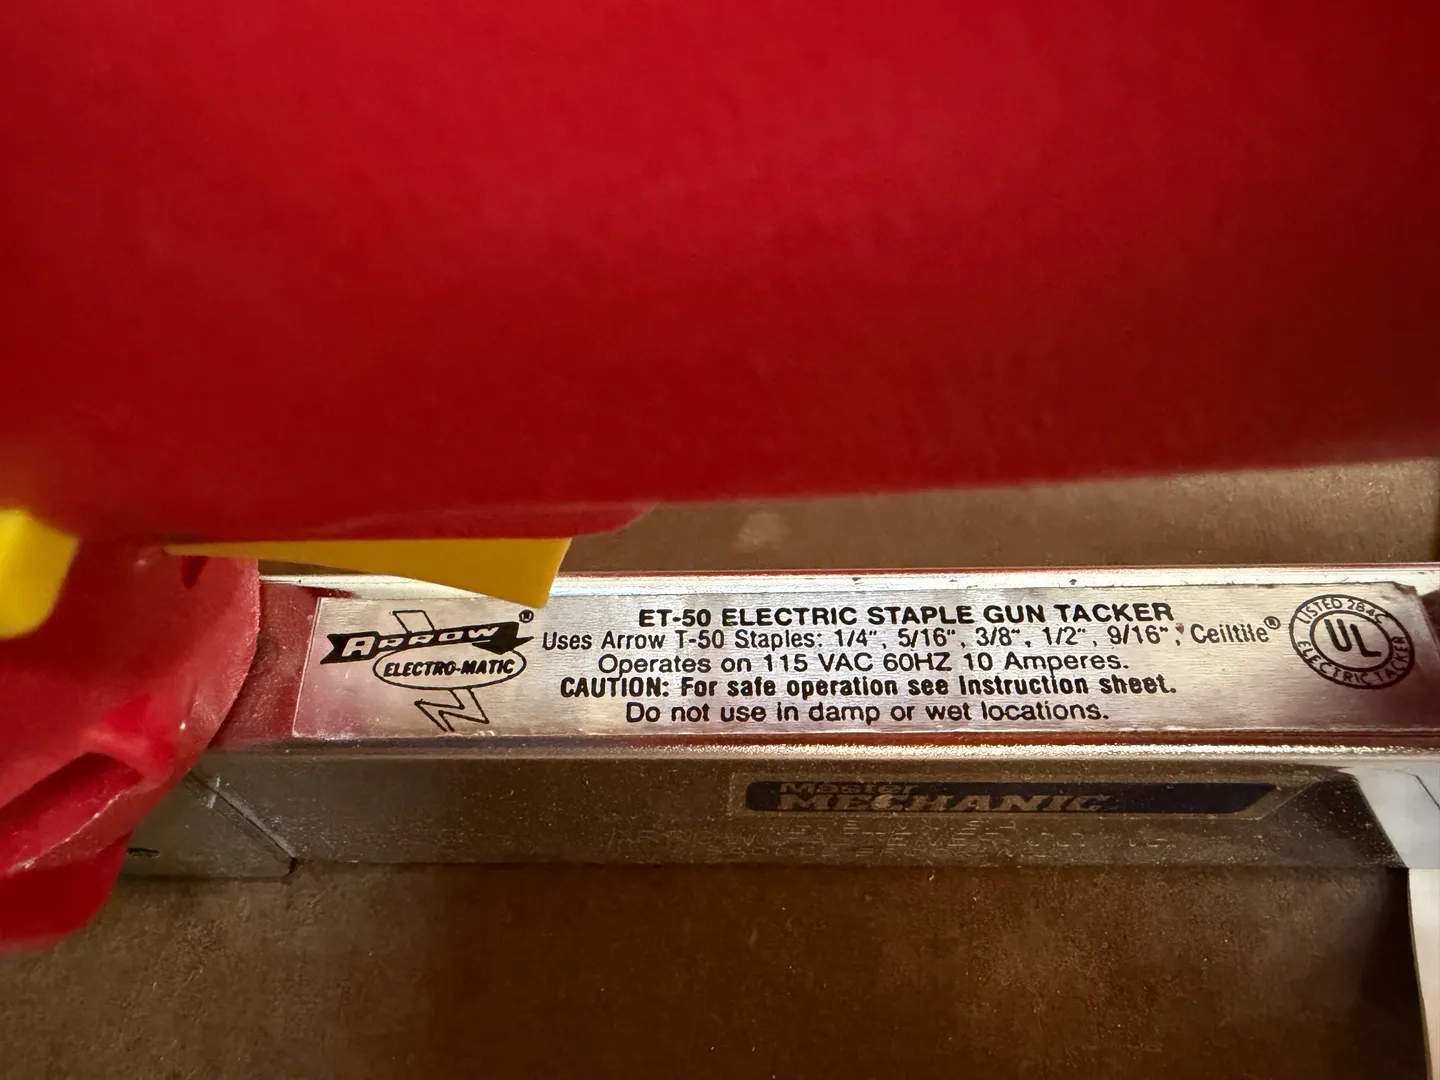 ARROW®
ELECTRO-MATIC
ET-50 ELECTRIC STAPLE GUN TACKER
Uses Arrow T-50 Staples: 1/4", 5/16", 3/8", 1/2", 9/16", Ceiltile®
Operates on 115 VAC 60HZ 10 Amperes.
CAUTION: For safe operation see Instruction sheet.
Do not use in damp or wet locations.
LISTED 284C
UL
ELECTRIC TACKER
Master
MECHANIC